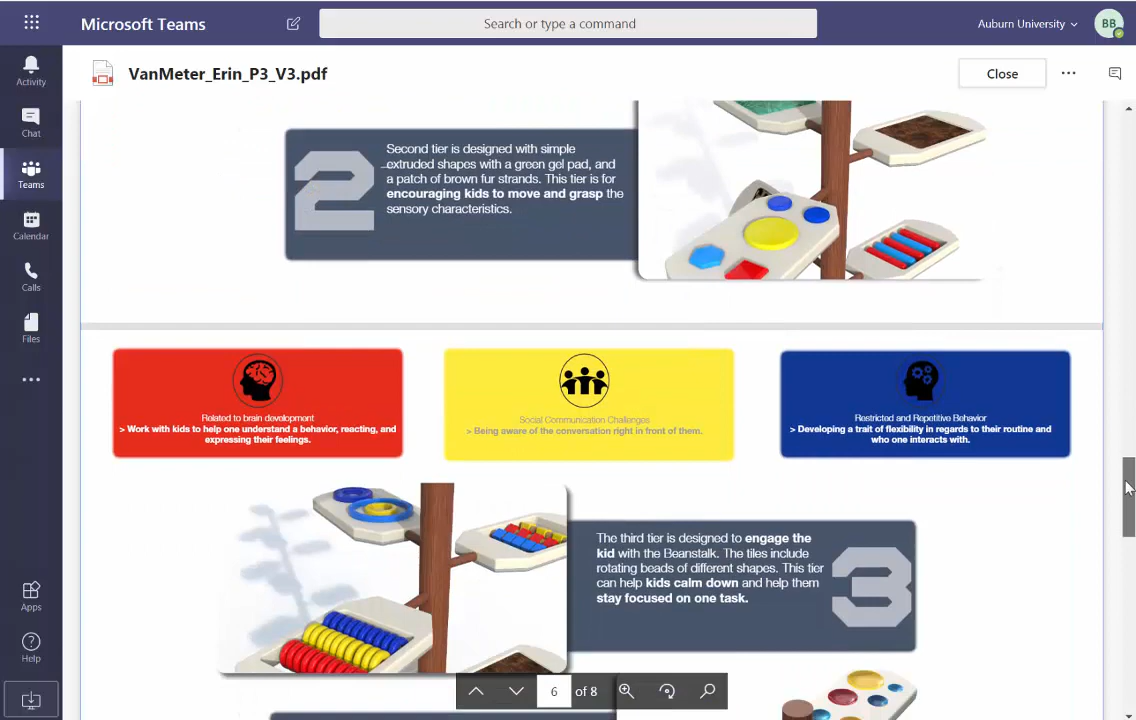 Microsoft Teams
Search or type a command
Auburn University
BB
Activity
Chat
Teams
Calendar
Calls
Files
Apps
Help
VanMeter_Erin_P3_V3.pdf
Close
2
Second tier is designed with simple
extruded shapes with a green gel pad, and
a patch of brown fur strands. This tier is for
encouraging kids to move and grasp the
sensory characteristics.
Related to brain development
> Work with kids to help one understand a behavior, reacting, and
expressing their feelings.
Social Communication Challenges
> Being aware of the conversation right in front of them.
Restricted and Repetitive Behavior
> Developing a trait of flexibility in regards to their routine and
who one interacts with.
The third tier is designed to engage the
kid with the Beanstalk. The tiles include
rotating beads of different shapes. This tier
can help kids calm down and help them
stay focused on one task.
3
6 of 8